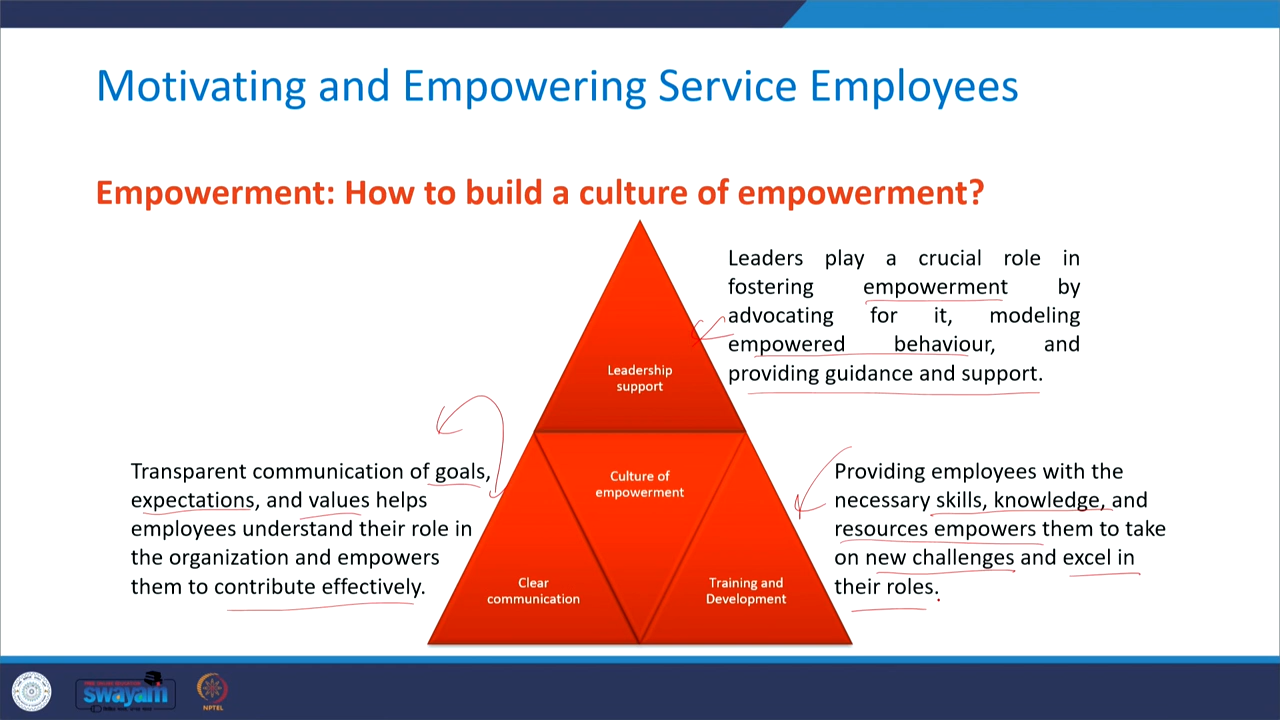 Motivating and Empowering Service Employees
Empowerment: How to build a culture of empowerment?
Leaders play a crucial role in
fostering empowerment by
advocating for it, modeling
empowered behaviour, and
providing guidance and support.
Leadership
support
Transparent communication of goals,
expectations, and values helps
employees understand their role in
the organization and empowers
them to contribute effectively.
Culture of
empowerment
Providing employees with the
necessary skills, knowledge, and
resources empowers them to take
on new challenges and excel in
their roles.
Clear
communication
Training and
Development
swayam
NPTEL